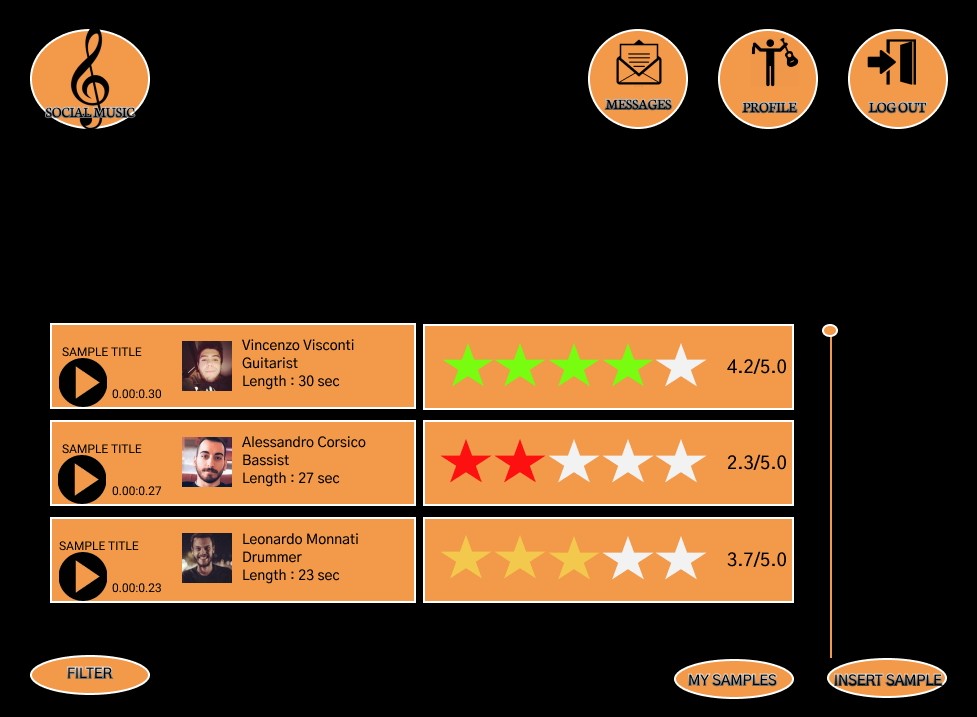 SOCIAL MUSIC
MESSAGES
PROFILE
LOG OUT
SAMPLE TITLE
0.00:0.30
Vincenzo Visconti
Guitarist
Length : 30 sec
4.2/5.0
SAMPLE TITLE
0.00:0.27
Alessandro Corsico
Bassist
Length : 27 sec
2.3/5.0
SAMPLE TITLE
0.00:0.23
Leonardo Monnati
Drummer
Length : 23 sec
3.7/5.0
FILTER
MY SAMPLES
INSERT SAMPLE